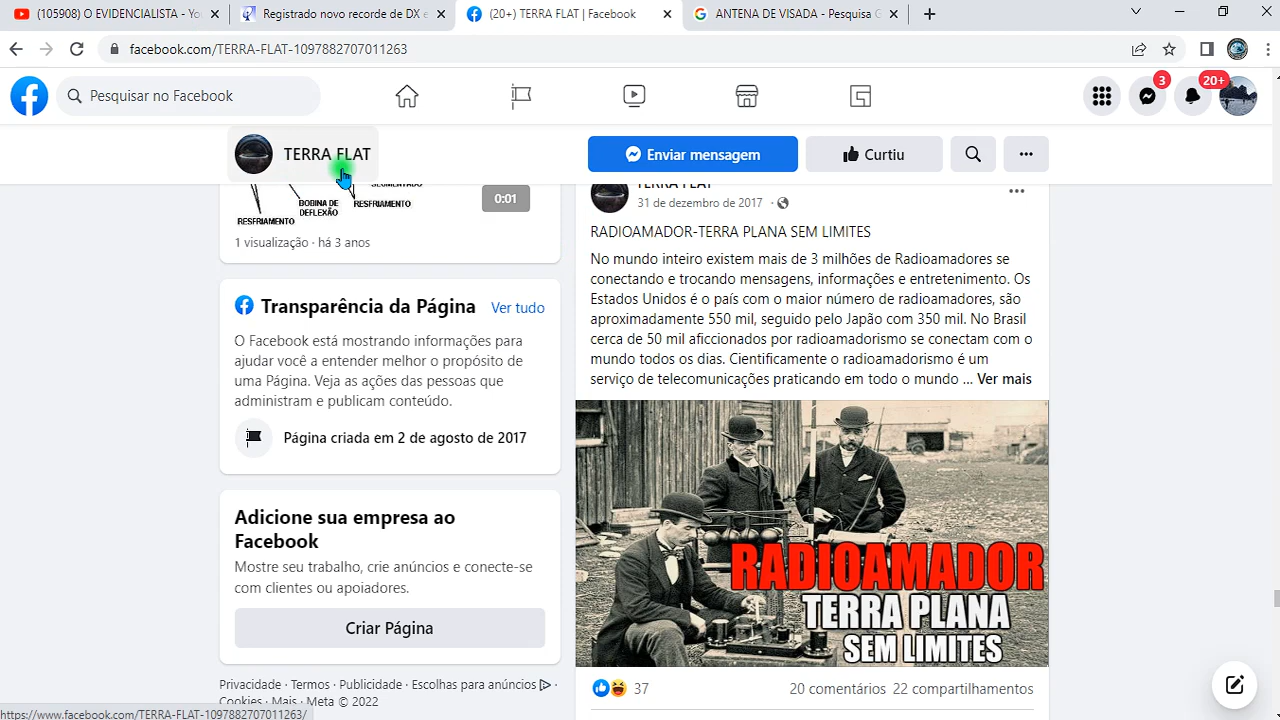 (105908) O EVIDENCIALISTA - Yo
Registrado novo recorde de DX e
(20+) TERRA FLAT | Facebook
ANTENA DE VISADA - Pesquisa G
facebook.com/TERRA-FLAT-1097882707011263
Pesquisar no Facebook
3
20+
TERRA FLAT
Enviar mensagem
Curtiu
SEGMENTADO
BOBINA DE
DEFLEXÃO
RESFRIAMENTO
RESFRIAMENTO
0:01
1 visualização · há 3 anos
Transparência da Página
Ver tudo
O Facebook está mostrando informações para
ajudar você a entender melhor o propósito de
uma Página. Veja as ações das pessoas que
administram e publicam conteúdo.
Página criada em 2 de agosto de 2017
Adicione sua empresa ao
Facebook
Mostre seu trabalho, crie anúncios e conecte-se
com clientes ou apoiadores.
Criar Página
Privacidade · Termos · Publicidade · Escolhas para anúncios ·
Cookies · Mais · Meta © 2022
https://www.facebook.com/TERRA-FLAT-1097882707011263/
TERRA FLAT
31 de dezembro de 2017 ·
RADIOAMADOR-TERRA PLANA SEM LIMITES
No mundo inteiro existem mais de 3 milhões de Radioamadores se
conectando e trocando mensagens, informações e entretenimento. Os
Estados Unidos é o país com o maior número de radioamadores, são
aproximadamente 550 mil, seguido pelo Japão com 350 mil. No Brasil
cerca de 50 mil aficcionados por radioamadorismo se conectam com o
mundo todos os dias. Cientificamente o radioamadorismo é um
serviço de telecomunicações praticando em todo o mundo ... Ver mais
RADIOAMADOR
TERRA PLANA
SEM LIMITES
37
20 comentários 22 compartilhamentos